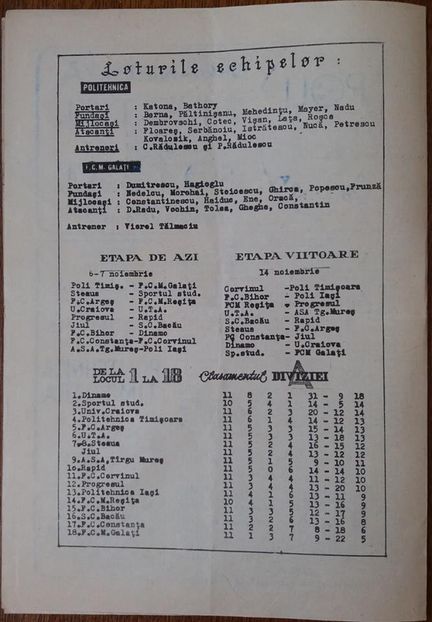 Loturile echipelor :
POLITEHNICA
Portari : Katona, Bathory
Fundaşi : Barna, Păltinişanu, Mehedinţu, Mayer, Nadu
Mijlocaşi : Dembrovschi, Cotec, Vişan, Laţa, Roşca
Atacanţi : Floareş, Serbănoiu, Istrătescu, Nucă, Petrescu
Kovalosik, Anghel, Mioc
Antrenori : C.Rădulescu şi P.Rădulescu
F.C.M. GALAŢI
Portari : Dumitrescu, Hagioglu
Fundaşi : Nedelcu, Morohai, Stoicescu, Ghirca, Popescu, Frunză
Mijlocaşi : Constantinescu, Haiduc, Ene, Oracă,
Atacanţi : D.Radu, Vochin, Tolea, Gheghe, Constantin
Antrenor : Viorel Tălmaciu
ETAPA DE AZI
6-7 noiembrie
Poli Timiş. - F.C.M.Galaţi
Steaua - Sportul stud.
F.C.Argeş - F.C.M.Reşiţa
U.Craiova - U.T.A.
Progresul - Rapid
Jiul - S.C.Bacău
F.C.Bihor - Dinamo
F.C.Constanţa-F.C.Corvinul
A.S.A.Tg.Mureş-Poli Iaşi
ETAPA VIITOARE
14 noiembrie
Corvinul -Poli Timişoara
F.C.Bihor - Poli Iaşi
FCM Reşiţa - Progresul
U.T.A. - ASA Tg.Mureş
S.C.Bacău - Rapid
Steaua - F.C.Argeş
FC Constanţa- Jiul
Dinamo - U.Craiova
Sp.stud. - FCM Galaţi
DE LA LOCUL 1 LA 18 Clasamentul DIVIZIEI A
1.Dinamo 11 8 2 1 31 - 9 18
2.Sportul stud. 10 5 4 1 14 - 5 14
3.Univ.Craiova 11 6 2 3 20 - 12 14
4.Politehnica Timişoara 11 6 1 4 14 - 12 13
5.F.C.Argeş 11 5 3 3 15 - 14 13
6.U.T.A. 11 5 3 3 13 - 18 13
7-8.Steaua 11 5 2 4 16 - 15 12
Jiul 11 5 2 4 13 - 12 12
9.A.S.A.Tîrgu Mureş 11 5 1 5 9 - 10 11
10.Rapid 11 5 0 6 14 - 14 10
11.F.C.Corvinul 11 3 4 4 11 - 12 10
12.Progresul 11 3 4 4 13 - 20 10
13.Politehnica Iaşi 11 4 1 6 13 - 11 9
14.F.C.M.Reşiţa 10 4 1 5 13 - 16 9
15.F.C.Bihor 11 3 3 5 12 - 17 9
16.S.C.Bacău 11 3 2 6 13 - 16 8
17.F.C.Constanţa 11 2 2 7 8 - 18 6
18.F.C.M.Galaţi 11 1 3 7 9 - 22 5